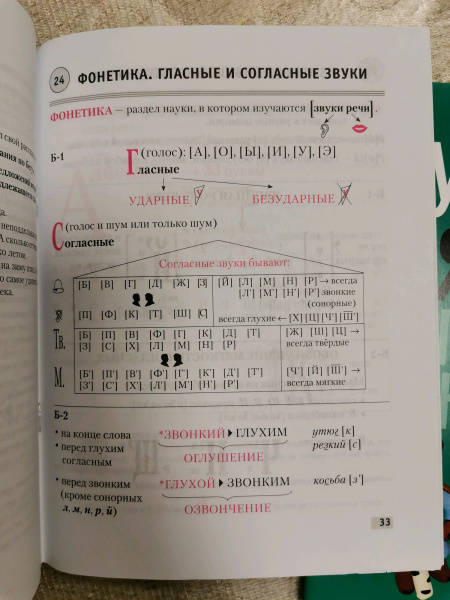 24 ФОНЕТИКА. ГЛАСНЫЕ И СОГЛАСНЫЕ ЗВУКИ
ФОНЕТИКА — раздел науки, в котором изучаются [звуки речи].
Б-1
Г (голос): [А], [О], [Ы], [И], [У], [Э]
ласные
УДАРНЫЕ БЕЗУДАРНЫЕ
С (голос и шум или только шум)
огласные
Согласные звуки бывают:
[Б] [В] [Г] [Д] [Ж] [З] [Й] [Л] [М] [Н] [Р] → всегда
[Л'] [М'] [Н'] [Р'] звонкие
(сонорные)
[П] [Ф] [К] [Т] [Ш] [С] всегда глухие ← [Х] [Ц] [Ч'] [Ш']
Тв. [Б] [П] [В] [Ф] [Г] [К] [Д] [Т] [Ж] [Ш] [Ц] →
[З] [С] [Х] [Л] [М] [Н] [Р] всегда твёрдые
М. [Б'] [П'] [В'] [Ф'] [Г'] [К'] [Д'] [Т'] [Ч'] [Й] [Ш'] →
[З'] [С'] [Х'] [Л'] [М'] [Н'] [Р'] всегда мягкие
Б-2
• на конце слова *ЗВОНКИЙ ГЛУХИМ утюг [к]
• перед глухим согласным ОГЛУШЕНИЕ резкий [с]
• перед звонким *ГЛУХОЙ ЗВОНКИМ косьба [з']
(кроме сонорных
л, м, н, р, й) ОЗВОНЧЕНИЕ
33